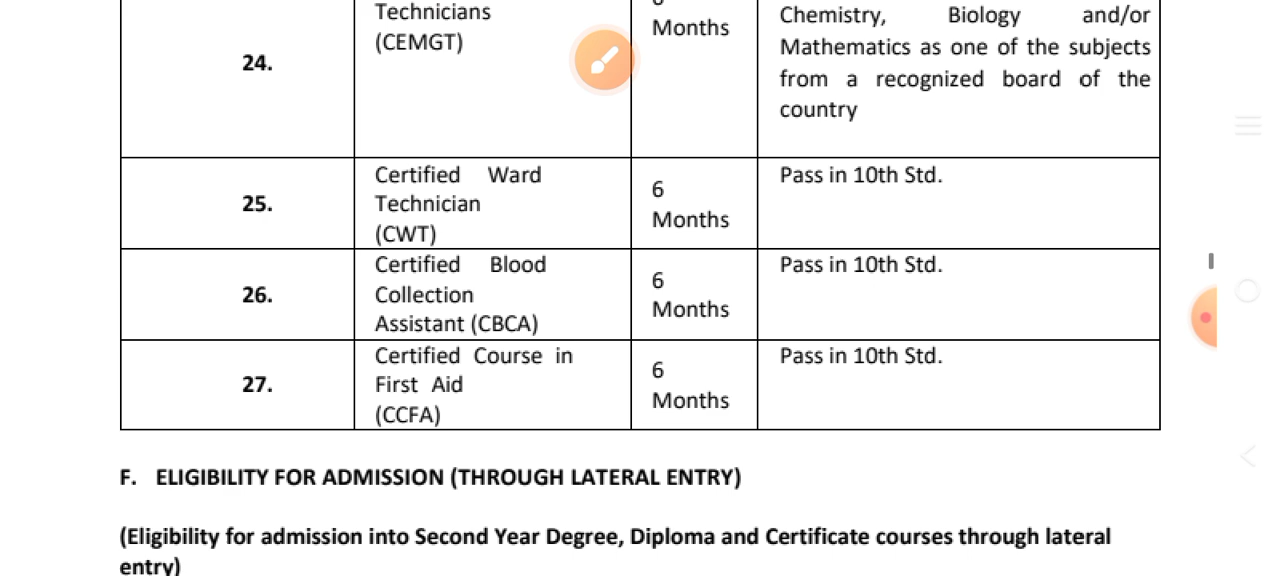 Technicians
(CEMGT)
Months
24.
Chemistry, Biology and/or
Mathematics as one of the subjects
from a recognized board of the
country
25.
Certified Ward
Technician
(CWT)
6
Months
Pass in 10th Std.
26.
Certified Blood
Collection
Assistant (CBCA)
6
Months
Pass in 10th Std.
27.
Certified Course in
First Aid
(CCFA)
6
Months
Pass in 10th Std.
F. ELIGIBILITY FOR ADMISSION (THROUGH LATERAL ENTRY)
(Eligibility for admission into Second Year Degree, Diploma and Certificate courses through lateral
entry)